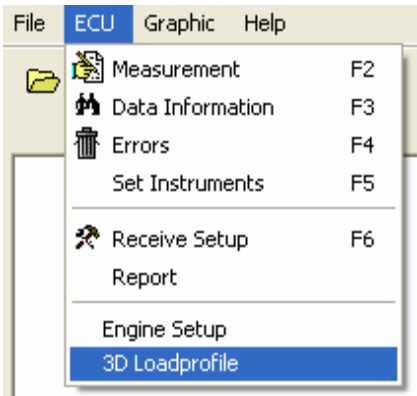 File ECU Graphic Help
Measurement F2
Data Information F3
Errors F4
Set Instruments F5
Receive Setup F6
Report
Engine Setup
3D Loadprofile